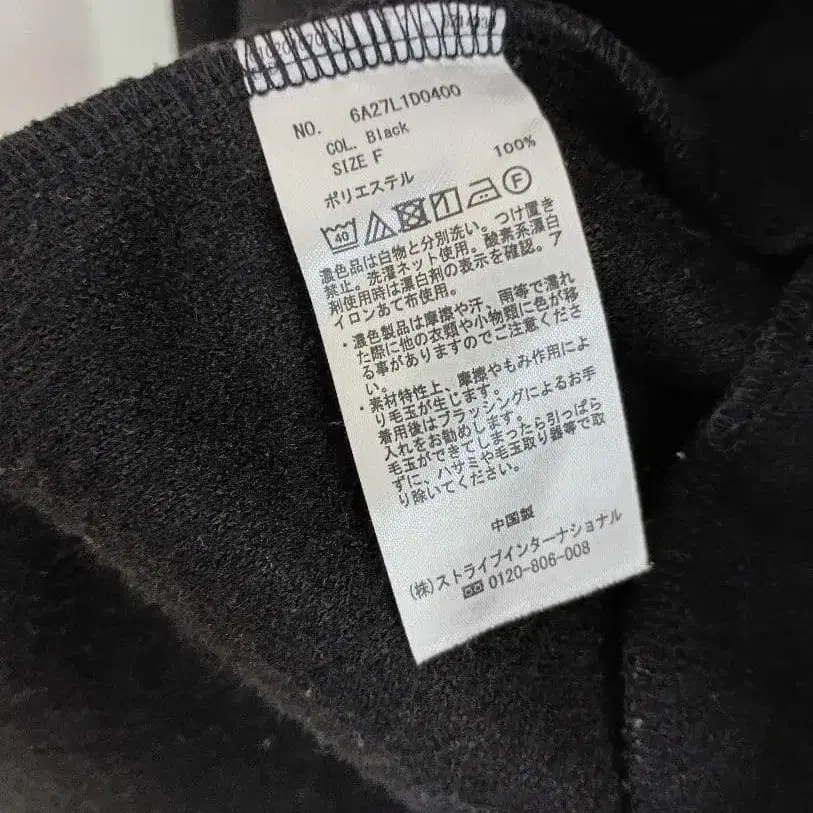 NO. 6A27L1D0400
COL. Black
SIZE F
ポリエステル 100%
40 F
濃色品は白物と分別洗い。つけ置き
禁止。洗濯ネット使用。酸素系漂白
剤使用時は漂白剤の表示を確認。ア
イロンあて布使用。
・濃色製品は摩擦や汗、雨等で濡れ
た際に他の衣類や小物類に色が移
る事がありますのでご注意くださ
い。
・素材特性上、摩擦やもみ作用によ
り毛玉が生じます。
着用後はブラッシングによるお手
入れをお勧めします。
毛玉ができてしまったら引っぱら
ずに、ハサミや毛玉取り器等で取
り除いてください。
中国製
(株)ストライプインターナショナル
0120-806-008